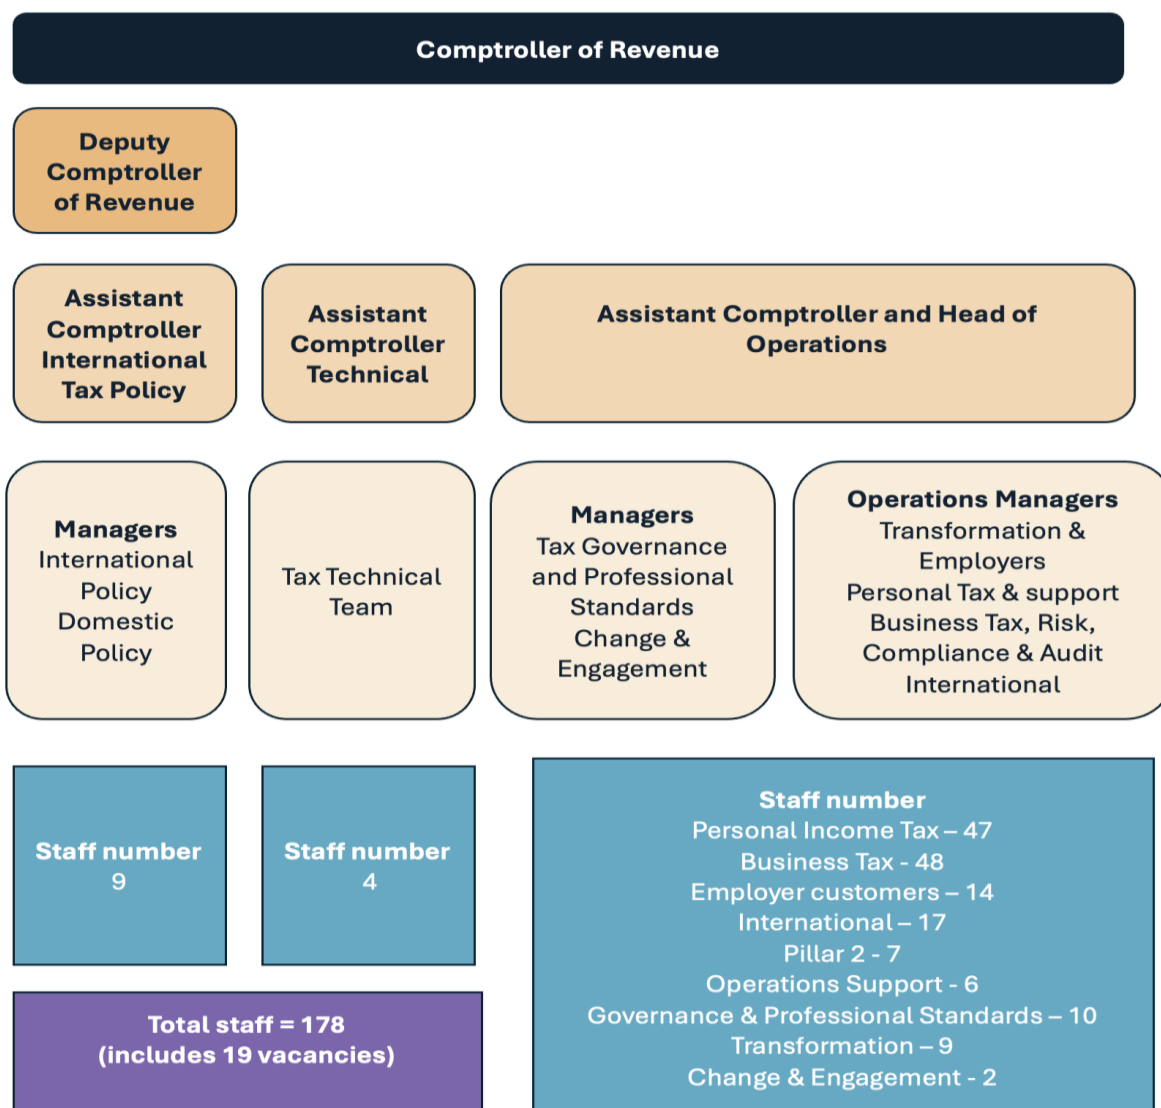 Comptroller of Revenue
Deputy
Comptroller
of Revenue
Assistant
Comptroller
International
Tax Policy
Assistant
Comptroller
Technical
Assistant Comptroller and Head of
Operations
Managers
International
Policy
Domestic
Policy
Tax Technical
Team
Managers
Tax Governance
and Professional
Standards
Change &
Engagement
Operations Managers
Transformation &
Employers
Personal Tax & support
Business Tax, Risk,
Compliance & Audit
International
Staff number
9
Staff number
4
Staff number
Personal Income Tax – 47
Business Tax - 48
Employer customers – 14
International – 17
Pillar 2 - 7
Operations Support - 6
Governance & Professional Standards – 10
Transformation – 9
Change & Engagement - 2
Total staff = 178
(includes 19 vacancies)